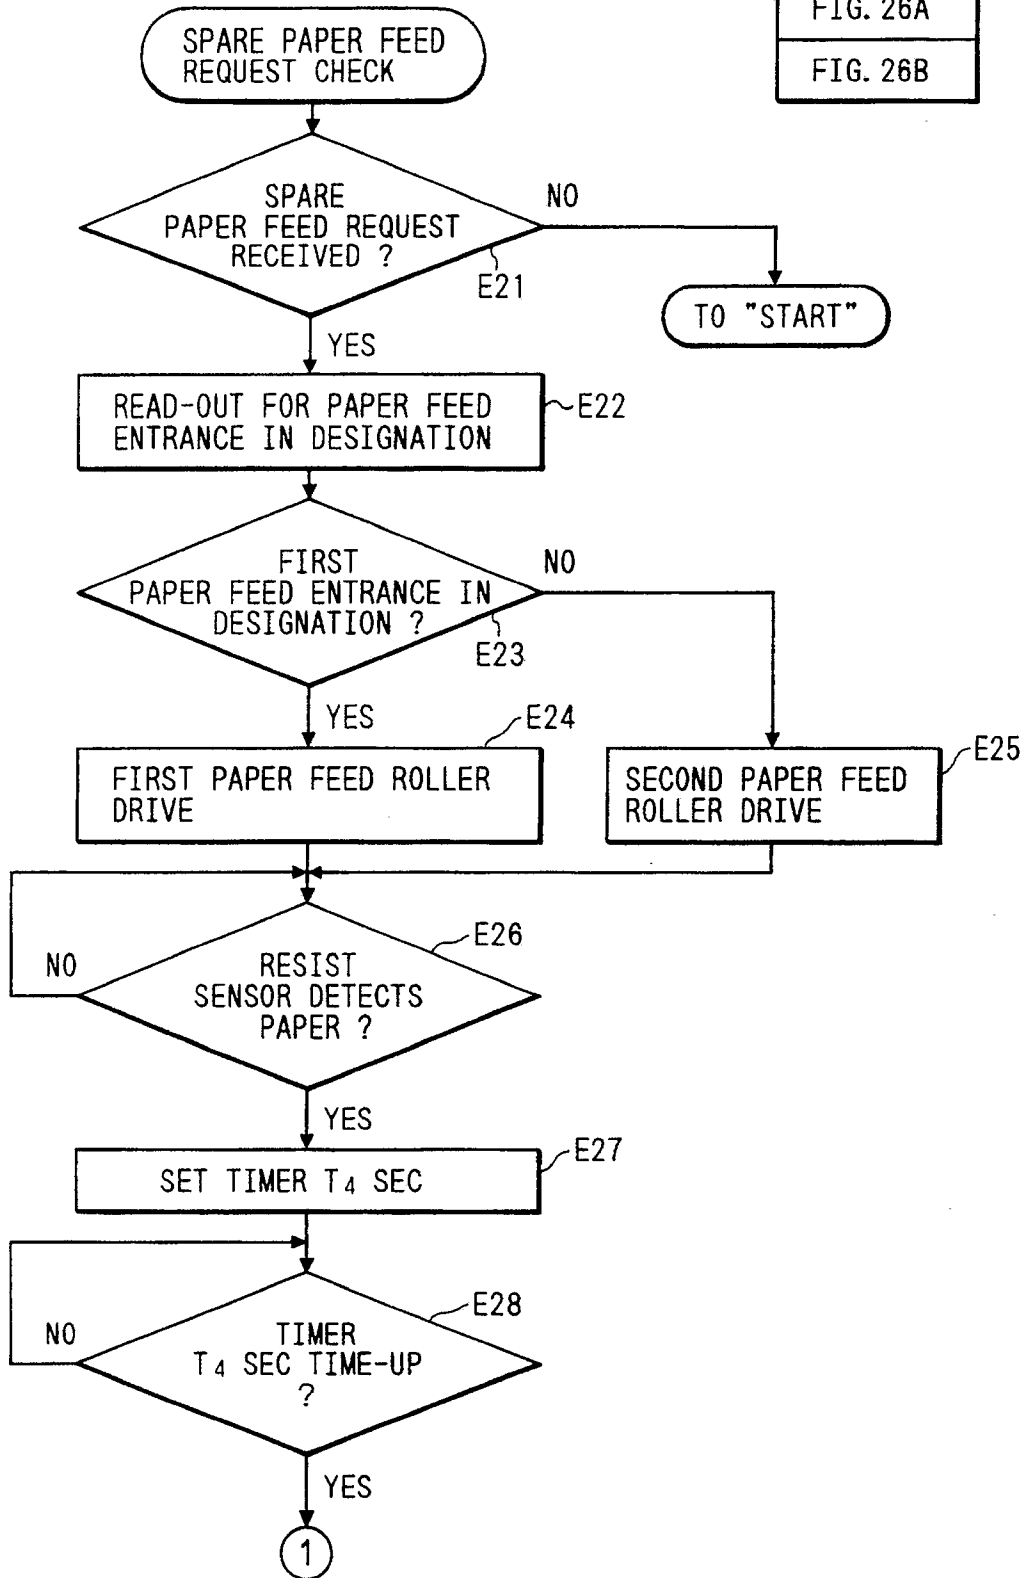 FIG. 26A
FIG. 26B
SPARE PAPER FEED
REQUEST CHECK
SPARE
PAPER FEED REQUEST
RECEIVED ?
NO
E21
TO "START"
YES
READ-OUT FOR PAPER FEED
ENTRANCE IN DESIGNATION
E22
FIRST
PAPER FEED ENTRANCE IN
DESIGNATION ?
NO
E23
YES
E24
FIRST PAPER FEED ROLLER
DRIVE
E25
SECOND PAPER FEED
ROLLER DRIVE
E26
NO
RESIST
SENSOR DETECTS
PAPER ?
YES
E27
SET TIMER T4 SEC
E28
NO
TIMER
T4 SEC TIME-UP
?
YES
1